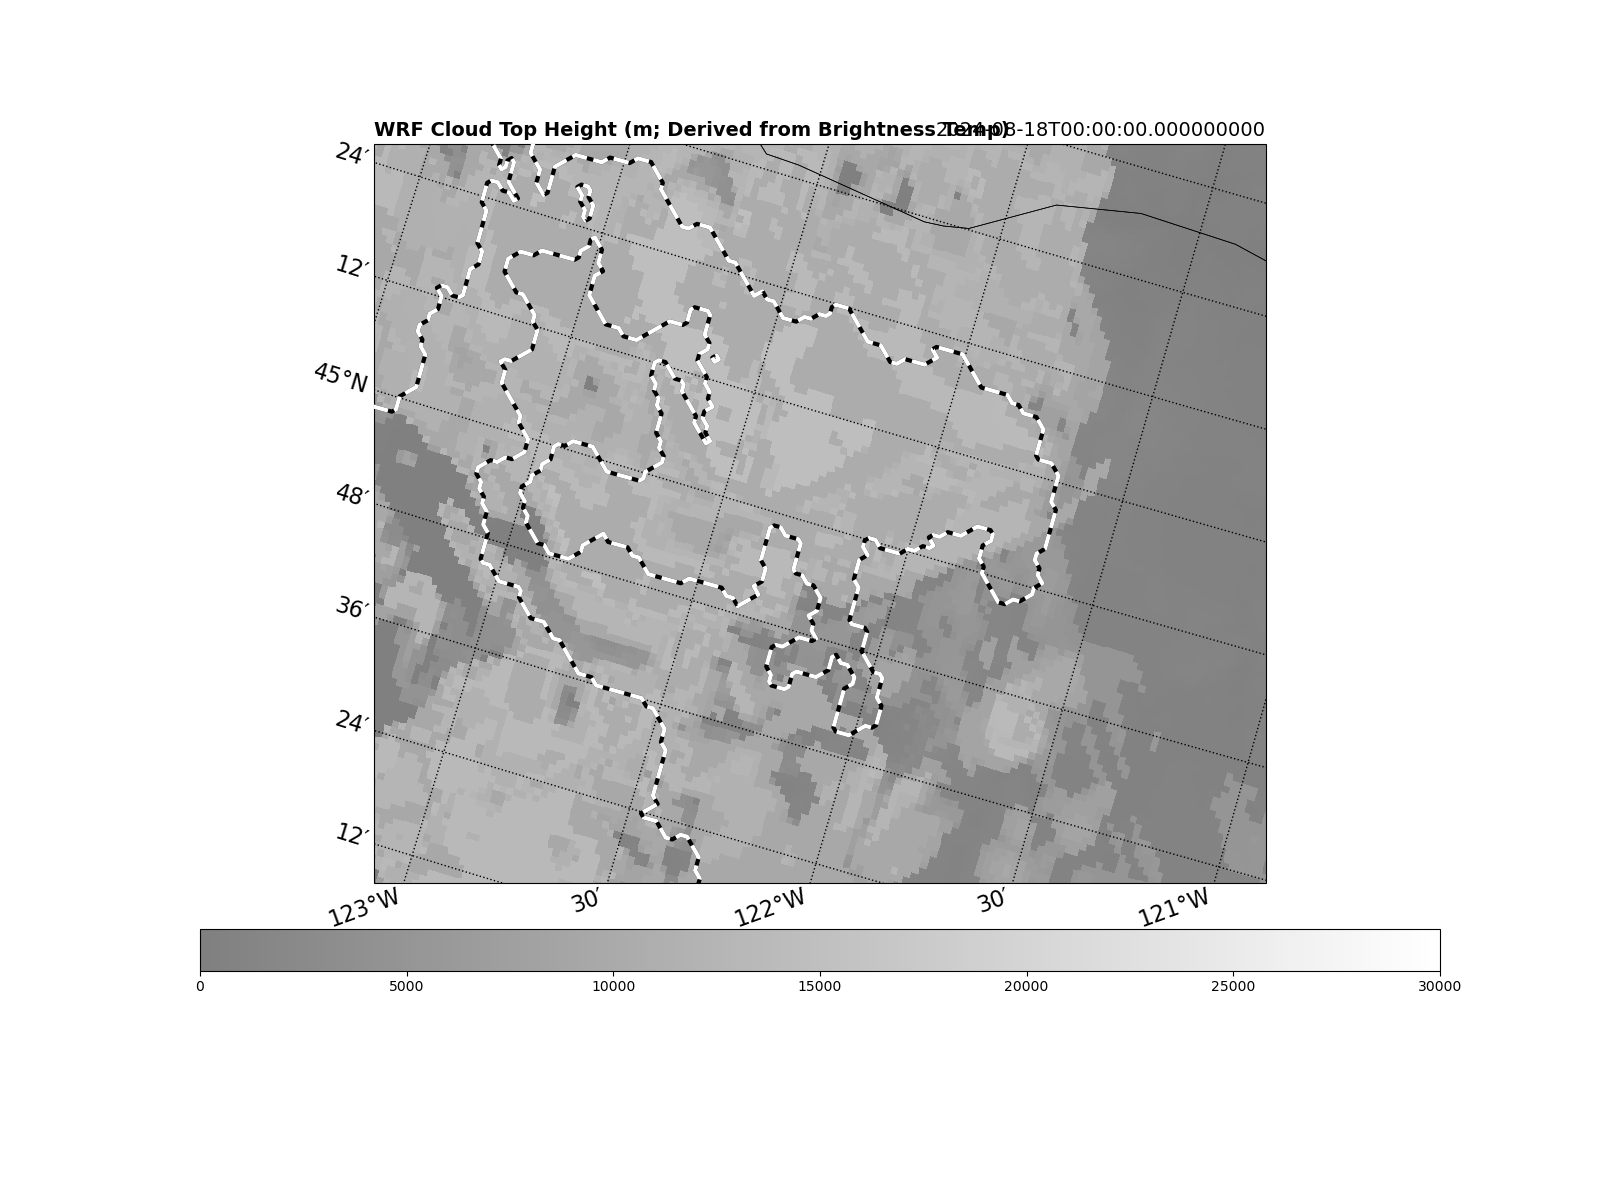 WRF Cloud Top Height (m; Derived from Brightness Temp) 2024-08-18T00:00:00.000000000
24′
12′
45°N
48′
36′
24′
12′
123°W 30′ 122°W 30′ 121°W
0 5000 10000 15000 20000 25000 30000